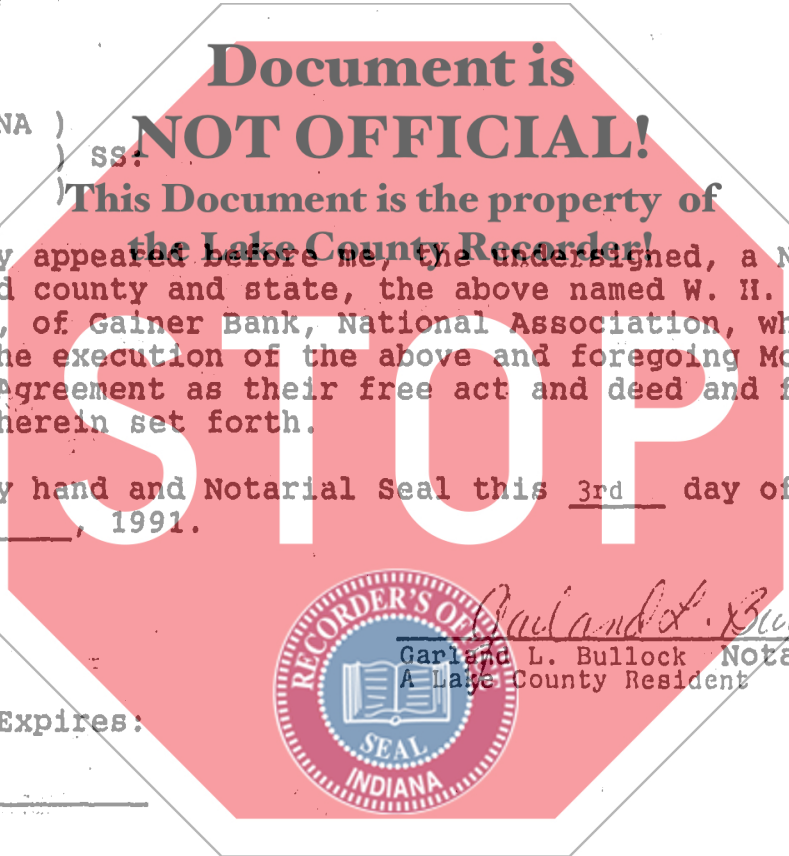 Document is
NOT OFFICIAL!
This Document is the property of
the Lake County Recorder!
NA )
) SS:
)
y appeared before me, the undersigned, a N
d county and state, the above named W. H.
, of Gainer Bank, National Association, wh
he execution of the above and foregoing Mo
Agreement as their free act and deed and f
herein set forth.
STOP
y hand and Notarial Seal this 3rd day of
, 1991.
RECORDER'S OFFICE
SEAL
INDIANA
Garland L. Bu
Garland L. Bullock Nota
A Lake County Resident
Expires: